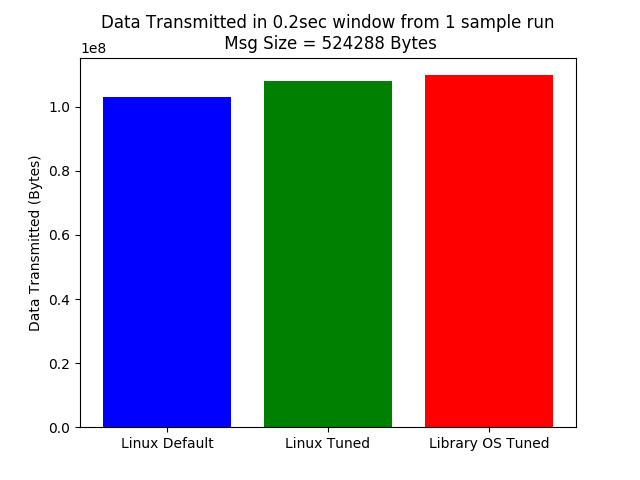 Data Transmitted in 0.2sec window from 1 sample run
Msg Size = 524288 Bytes
1e8
1.0
0.8
0.6
0.4
0.2
0.0
Data Transmitted (Bytes)
Linux Default
Linux Tuned
Library OS Tuned